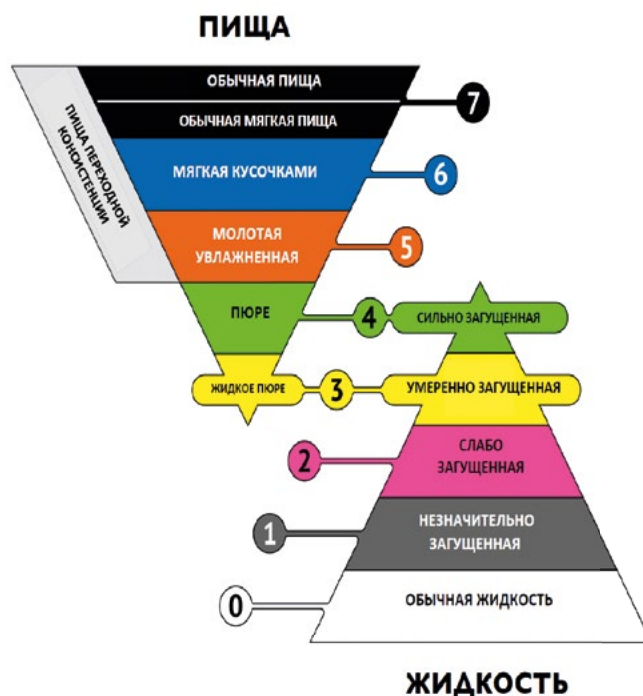 ПИЩА
ОБЫЧНАЯ ПИЩА
ОБЫЧНАЯ МЯГКАЯ ПИЩА
7
ПИЩА ПЕРЕХОДНОЙ
КОНСИСТЕНЦИИ
МЯГКАЯ КУСОЧКАМИ
6
МОЛОТАЯ
УВЛАЖНЕННАЯ
5
ПЮРЕ
4
СИЛЬНО ЗАГУЩЕННАЯ
ЖИДКОЕ ПЮРЕ
3
УМЕРЕННО ЗАГУЩЕННАЯ
2
СЛАБО
ЗАГУЩЕННАЯ
1
НЕЗНАЧИТЕЛЬНО
ЗАГУЩЕННАЯ
0
ОБЫЧНАЯ ЖИДКОСТЬ
ЖИДКОСТЬ